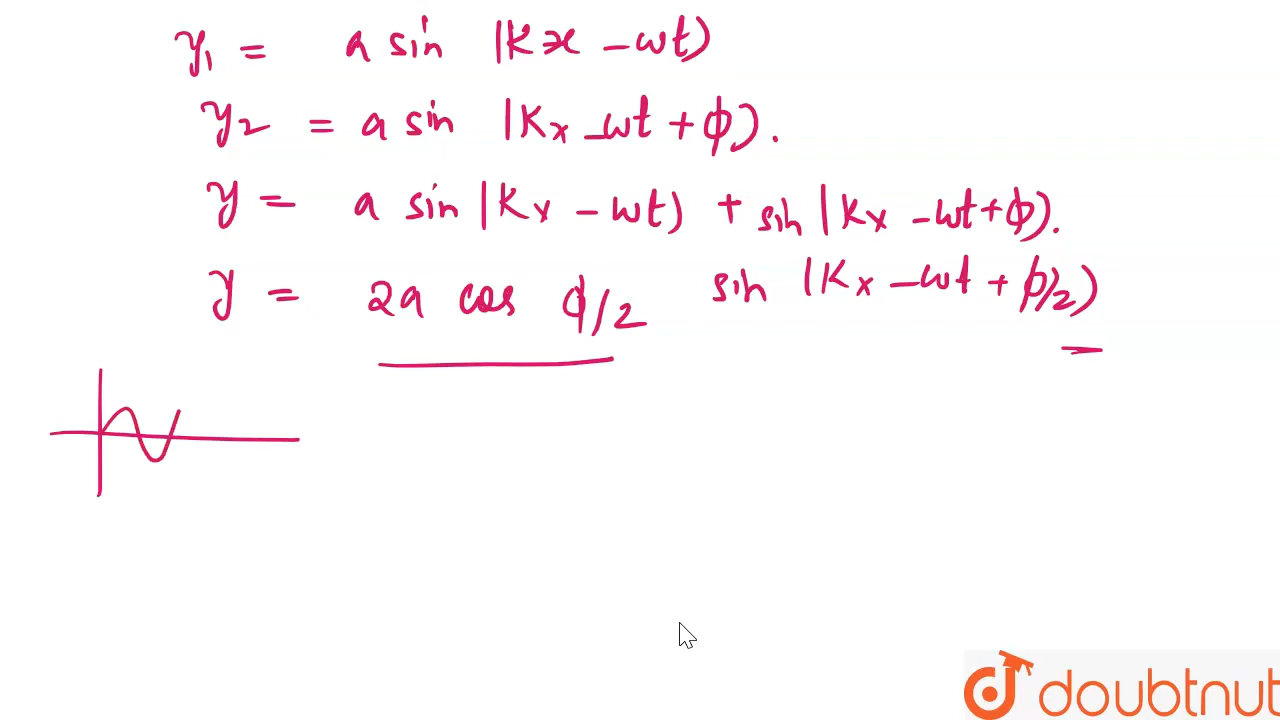 y₁ = a sin (Kx - ωt)
y₂ = a sin (Kx - ωt + ϕ).
y = a sin (Kx - ωt) + sin (Kx - ωt + ϕ).
y = 2a cos ϕ/2 sin (Kx - ωt + ϕ/2)
doubtnut